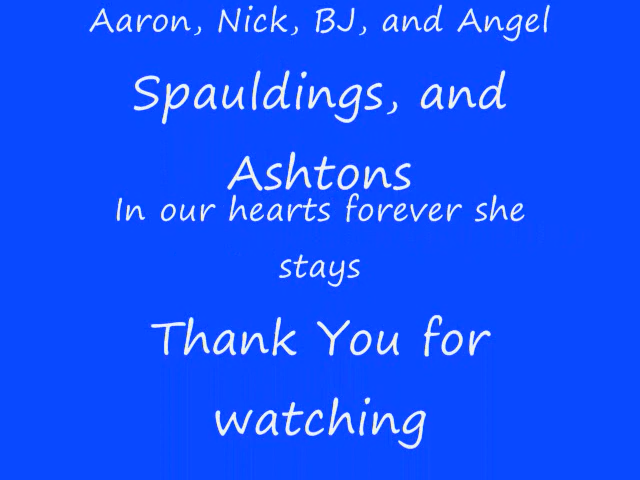 Aaron, Nick, BJ, and Angel
Spauldings, and
Ashtons
In our hearts forever she
stays
Thank You for
watching